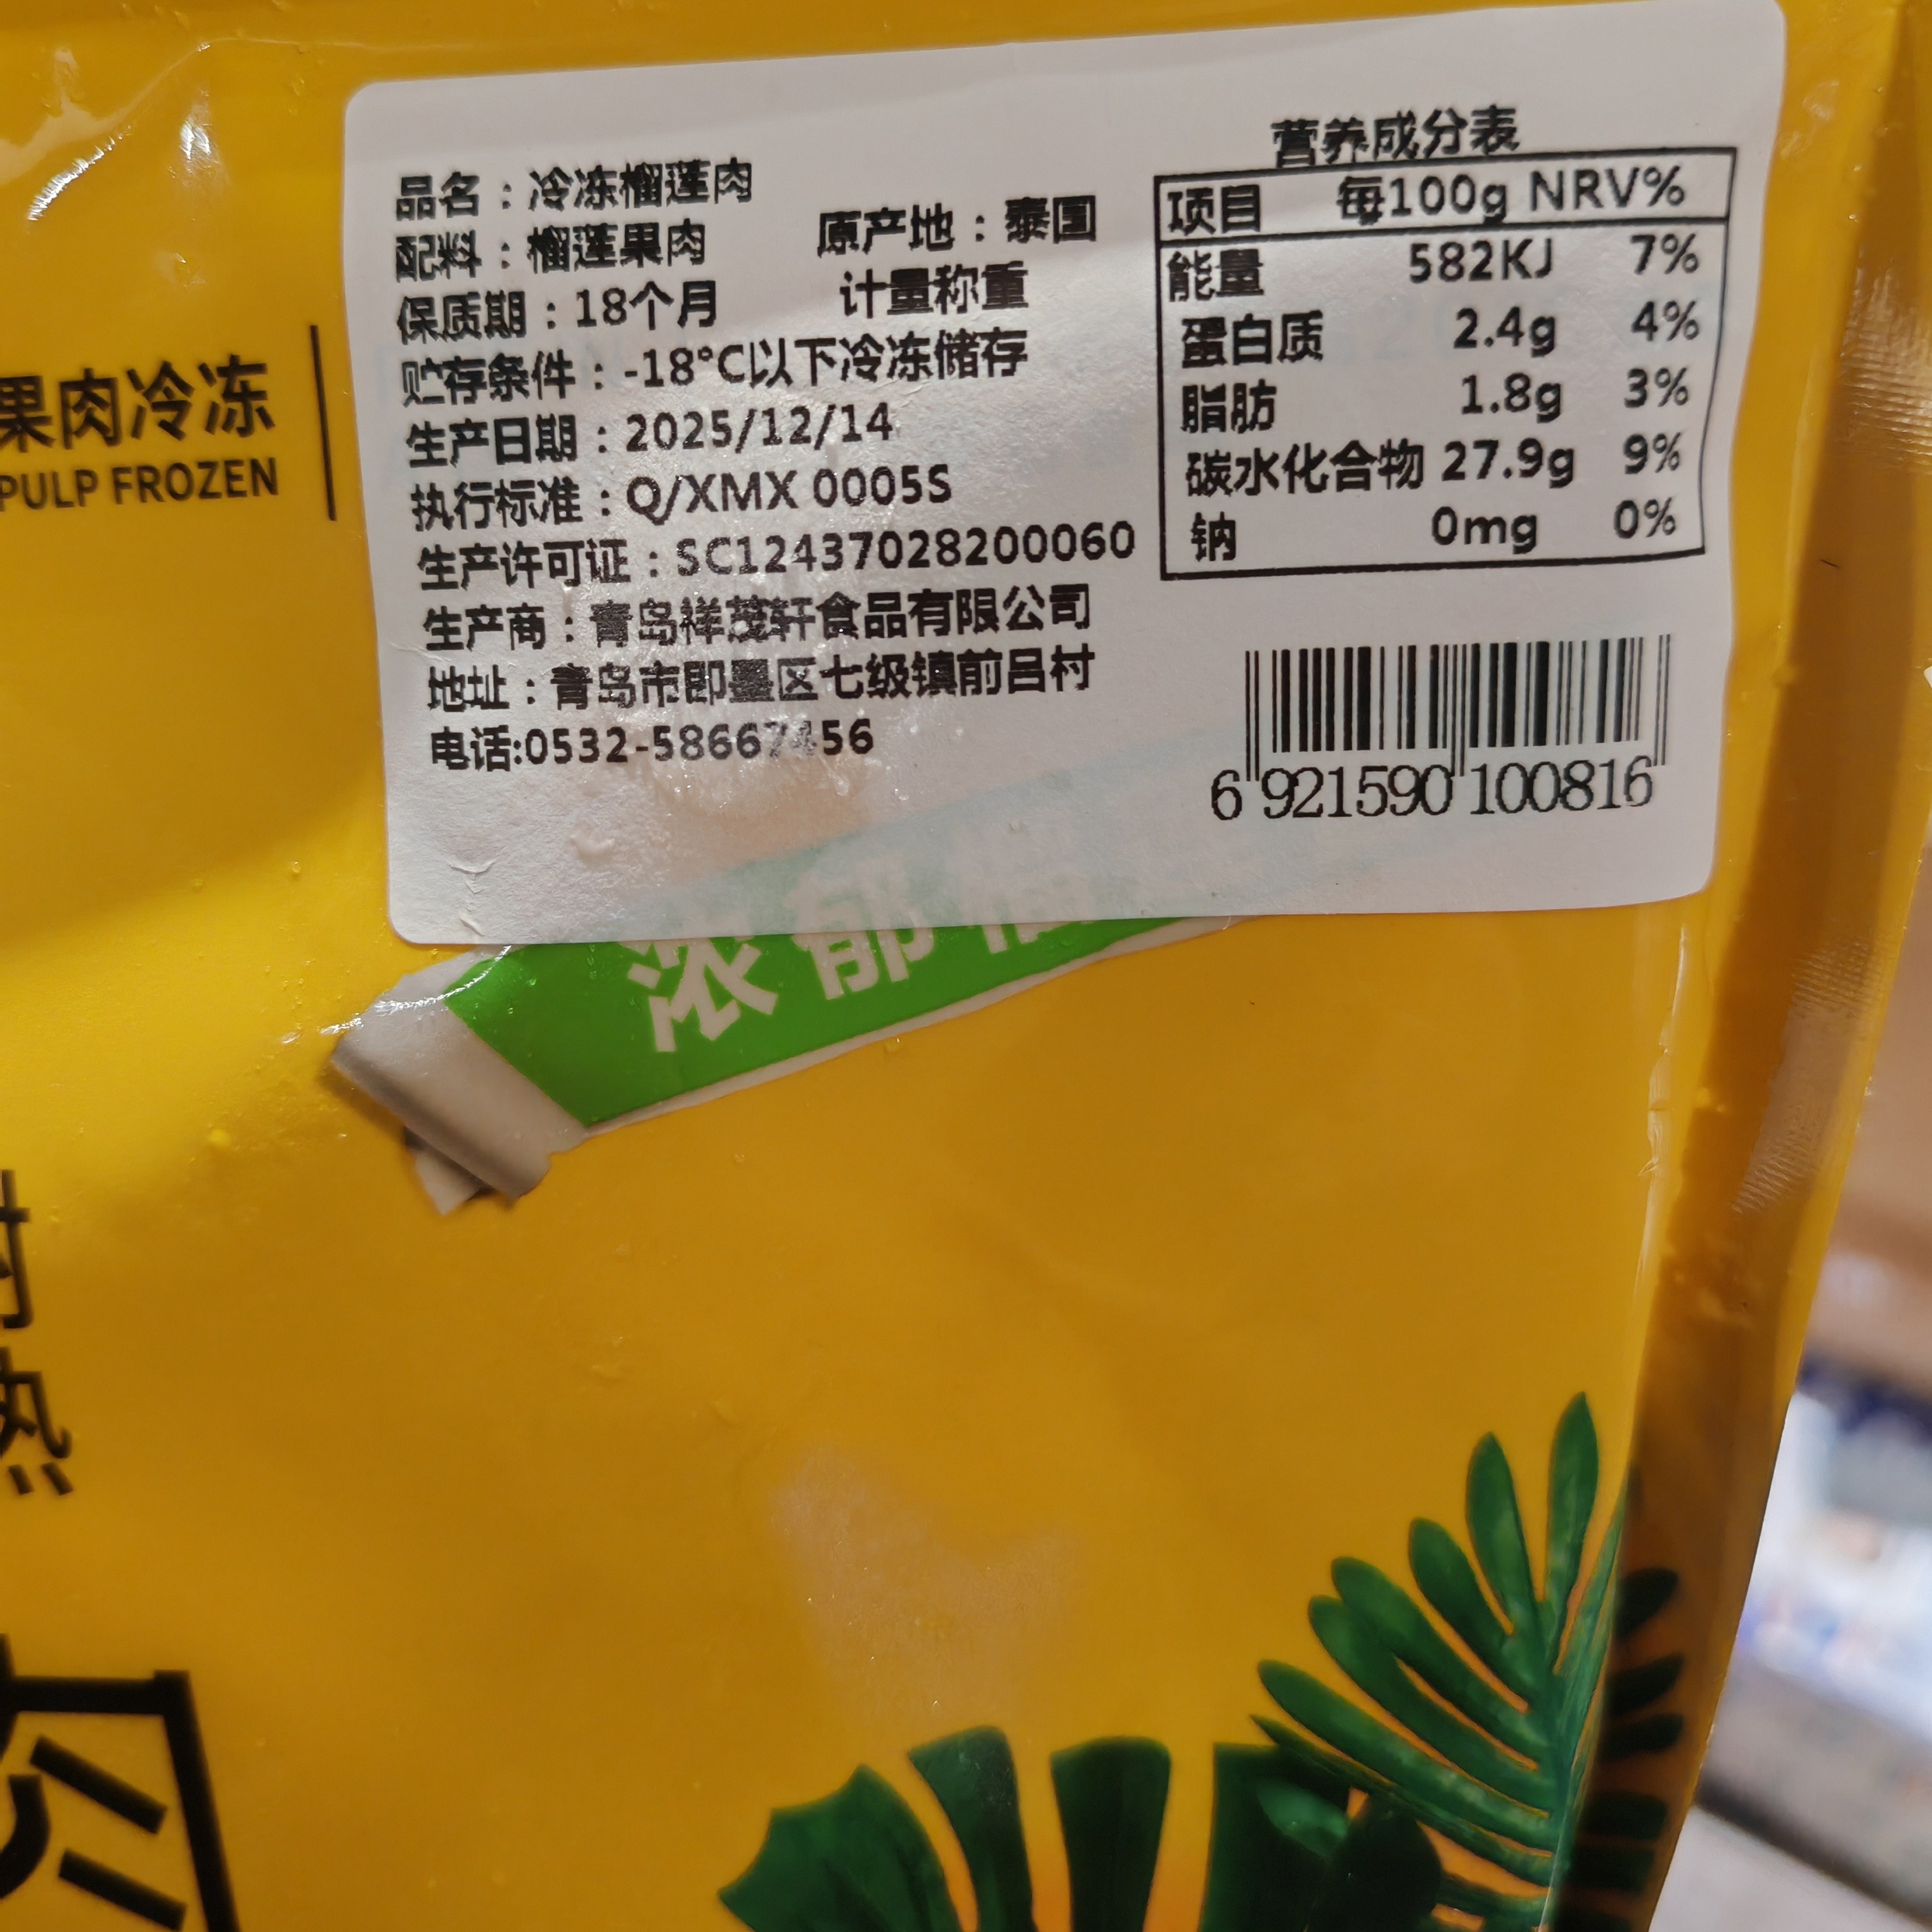 品名：冷冻榴莲肉
配料：榴莲果肉
原产地：泰国
保质期：18个月
计量称重
贮存条件：-18°C以下冷冻储存
生产日期：2025/12/14
执行标准：Q/XMX 0005S
生产许可证：SC12437028200060
生产商：青岛祥茂轩食品有限公司
地址：青岛市即墨区七级镇前吕村
电话:0532-58667456
营养成分表
项目 每100g NRV%
能量 582KJ 7%
蛋白质 2.4g 4%
脂肪 1.8g 3%
碳水化合物 27.9g 9%
钠 0mg 0%
6 921590 100816
果肉冷冻
PULP FROZEN
浓郁